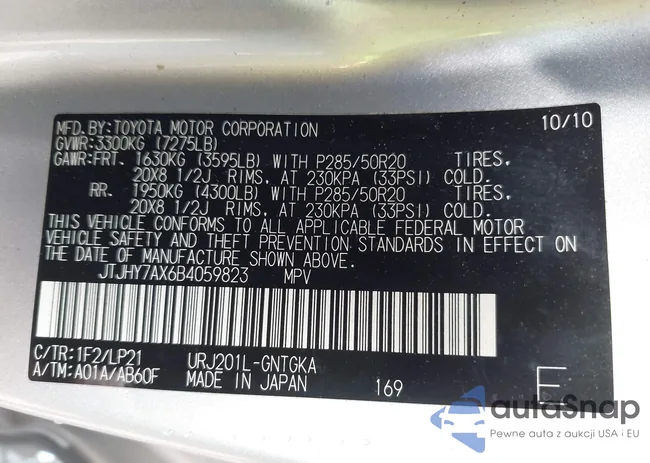 MFD.BY:TOYOTA MOTOR CORPORATION 10/10
GVWR:3300KG (7275LB)
GAWR:FRT. 1630KG (3595LB) WITH P285/50R20 TIRES,
20X8 1/2J RIMS, AT 230KPA (33PSI) COLD.
RR. 1950KG (4300LB) WITH P285/50R20 TIRES,
20X8 1/2J RIMS, AT 230KPA (33PSI) COLD.
THIS VEHICLE CONFORMS TO ALL APPLICABLE FEDERAL MOTOR
VEHICLE SAFETY AND THEFT PREVENTION STANDARDS IN EFFECT ON
THE DATE OF MANUFACTURE SHOWN ABOVE.
JTJHY7AX6B4059823 MPV
C/TR:1F2/LP21 URJ201L-GNTGKA
A/TM:A01A/AB60F MADE IN JAPAN 169 E
autoSnap
Pewne auta z aukcji USA i EU